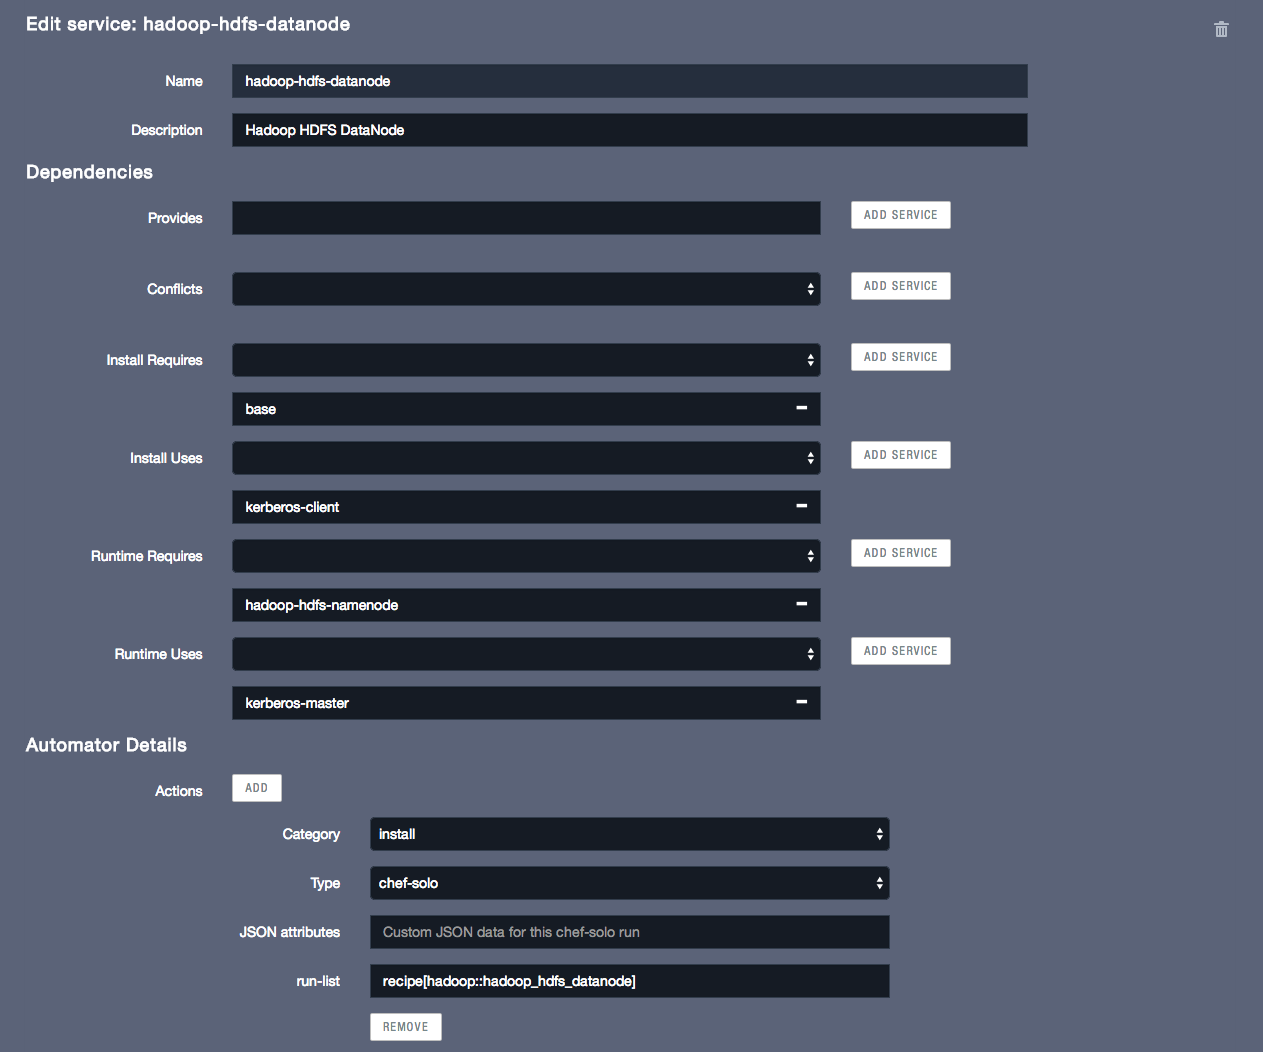 Edit service: hadoop-hdfs-datanode
Name
hadoop-hdfs-datanode
Description
Hadoop HDFS DataNode
Dependencies
Provides
ADD SERVICE
Conflicts
ADD SERVICE
Install Requires
ADD SERVICE
base
Install Uses
ADD SERVICE
kerberos-client
Runtime Requires
ADD SERVICE
hadoop-hdfs-namenode
Runtime Uses
ADD SERVICE
kerberos-master
Automator Details
Actions
ADD
Category
install
Type
chef-solo
JSON attributes
Custom JSON data for this chef-solo run
run-list
recipe[hadoop::hadoop_hdfs_datanode]
REMOVE